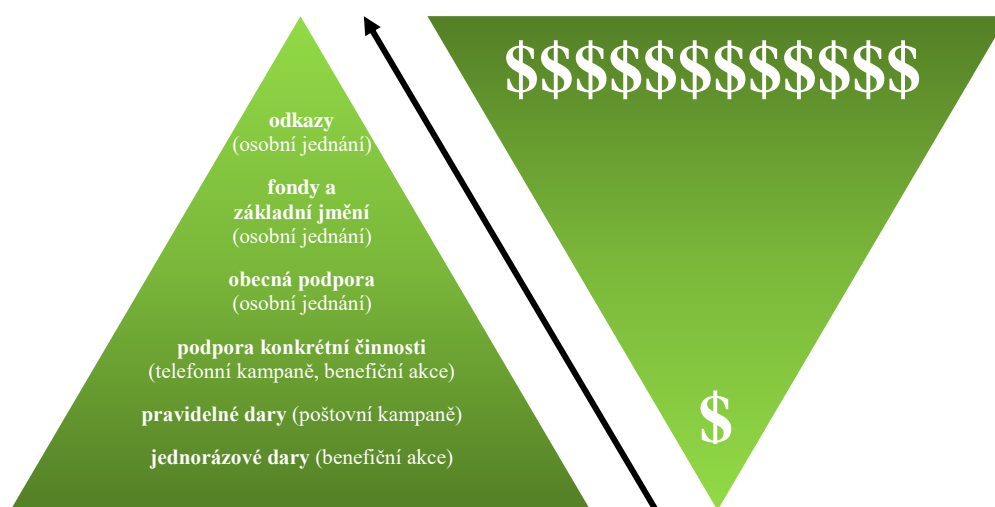 odkazy
(osobní jednání)
fondy a
základní jmění
(osobní jednání)
obecná podpora
(osobní jednání)
podpora konkrétní činnosti
(telefonní kampaně, benefiční akce)
pravidelné dary (poštovní kampaně)
jednorázové dary (benefiční akce)
$$$$$$$$$$$$
$